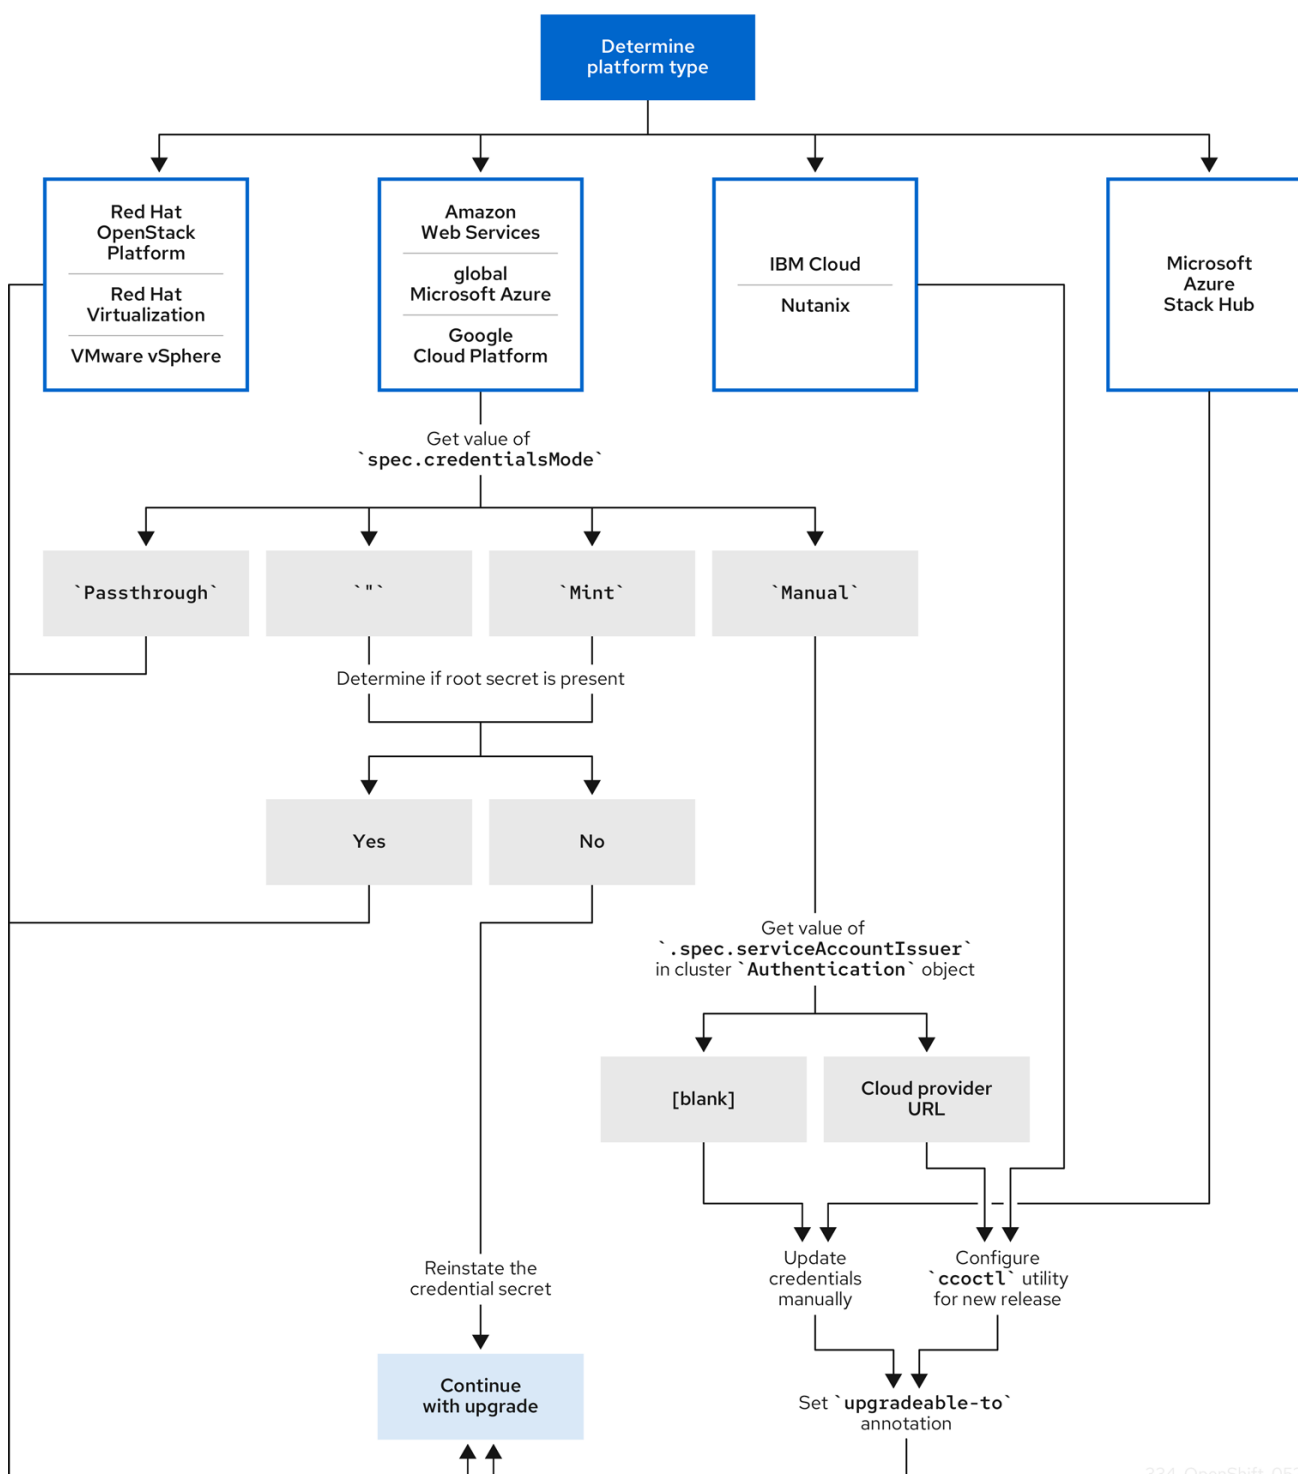 Determine
platform type
Red Hat
OpenStack
Platform
Red Hat
Virtualization
VMware vSphere
Amazon
Web Services
global
Microsoft Azure
Google
Cloud Platform
IBM Cloud
Nutanix
Microsoft
Azure
Stack Hub
Get value of
`spec.credentialsMode`
`Passthrough`
`"`
`Mint`
`Manual`
Determine if root secret is present
Yes
No
Get value of
`.spec.serviceAccountIssuer`
in cluster `Authentication` object
[blank]
Cloud provider
URL
Update
credentials
manually
Configure
`ccoctl` utility
for new release
Reinstate the
credential secret
Continue
with upgrade
Set `upgradeable-to`
annotation